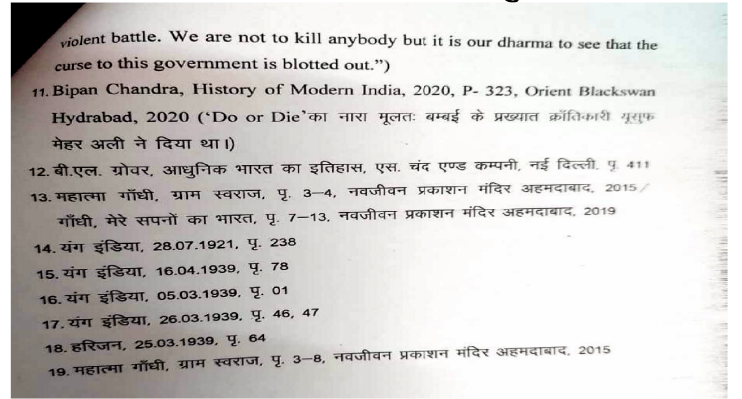 violent battle. We are not to kill anybody but it is our dharma to see that the
curse to this government is blotted out.")
11. Bipan Chandra, History of Modern India, 2020, P- 323, Orient Blackswan
Hydrabad, 2020 ('Do or Die'का नारा मूलतः बम्बई के प्रख्यात क्राँतिकारी यूसुफ
मेहर अली ने दिया था।)
12. बी.एल. ग्रोवर, आधुनिक भारत का इतिहास, एस. चंद एण्ड कम्पनी, नई दिल्ली, पृ. 411
13. महात्मा गाँधी, ग्राम स्वराज, पृ. 3–4, नवजीवन प्रकाशन मंदिर अहमदाबाद, 2015/
गाँधी, मेरे सपनों का भारत, पृ. 7–13, नवजीवन प्रकाशन मंदिर अहमदाबाद, 2019
14. यंग इंडिया, 28.07.1921, पृ. 238
15. यंग इंडिया, 16.04.1939, पृ. 78
16. यंग इंडिया, 05.03.1939, पृ. 01
17. यंग इंडिया, 26.03.1939, पृ. 46, 47
18. हरिजन, 25.03.1939, पृ. 64
19. महात्मा गाँधी, ग्राम स्वराज, पृ. 3–8, नवजीवन प्रकाशन मंदिर अहमदाबाद, 2015